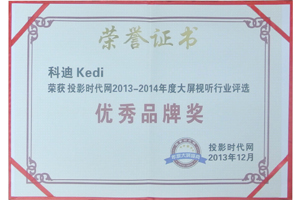 荣誉证书
科迪 Kedi
荣获 投影时代网2013-2014年度大屏视听行业评选
优秀品牌奖
投影时代网
2013年12月